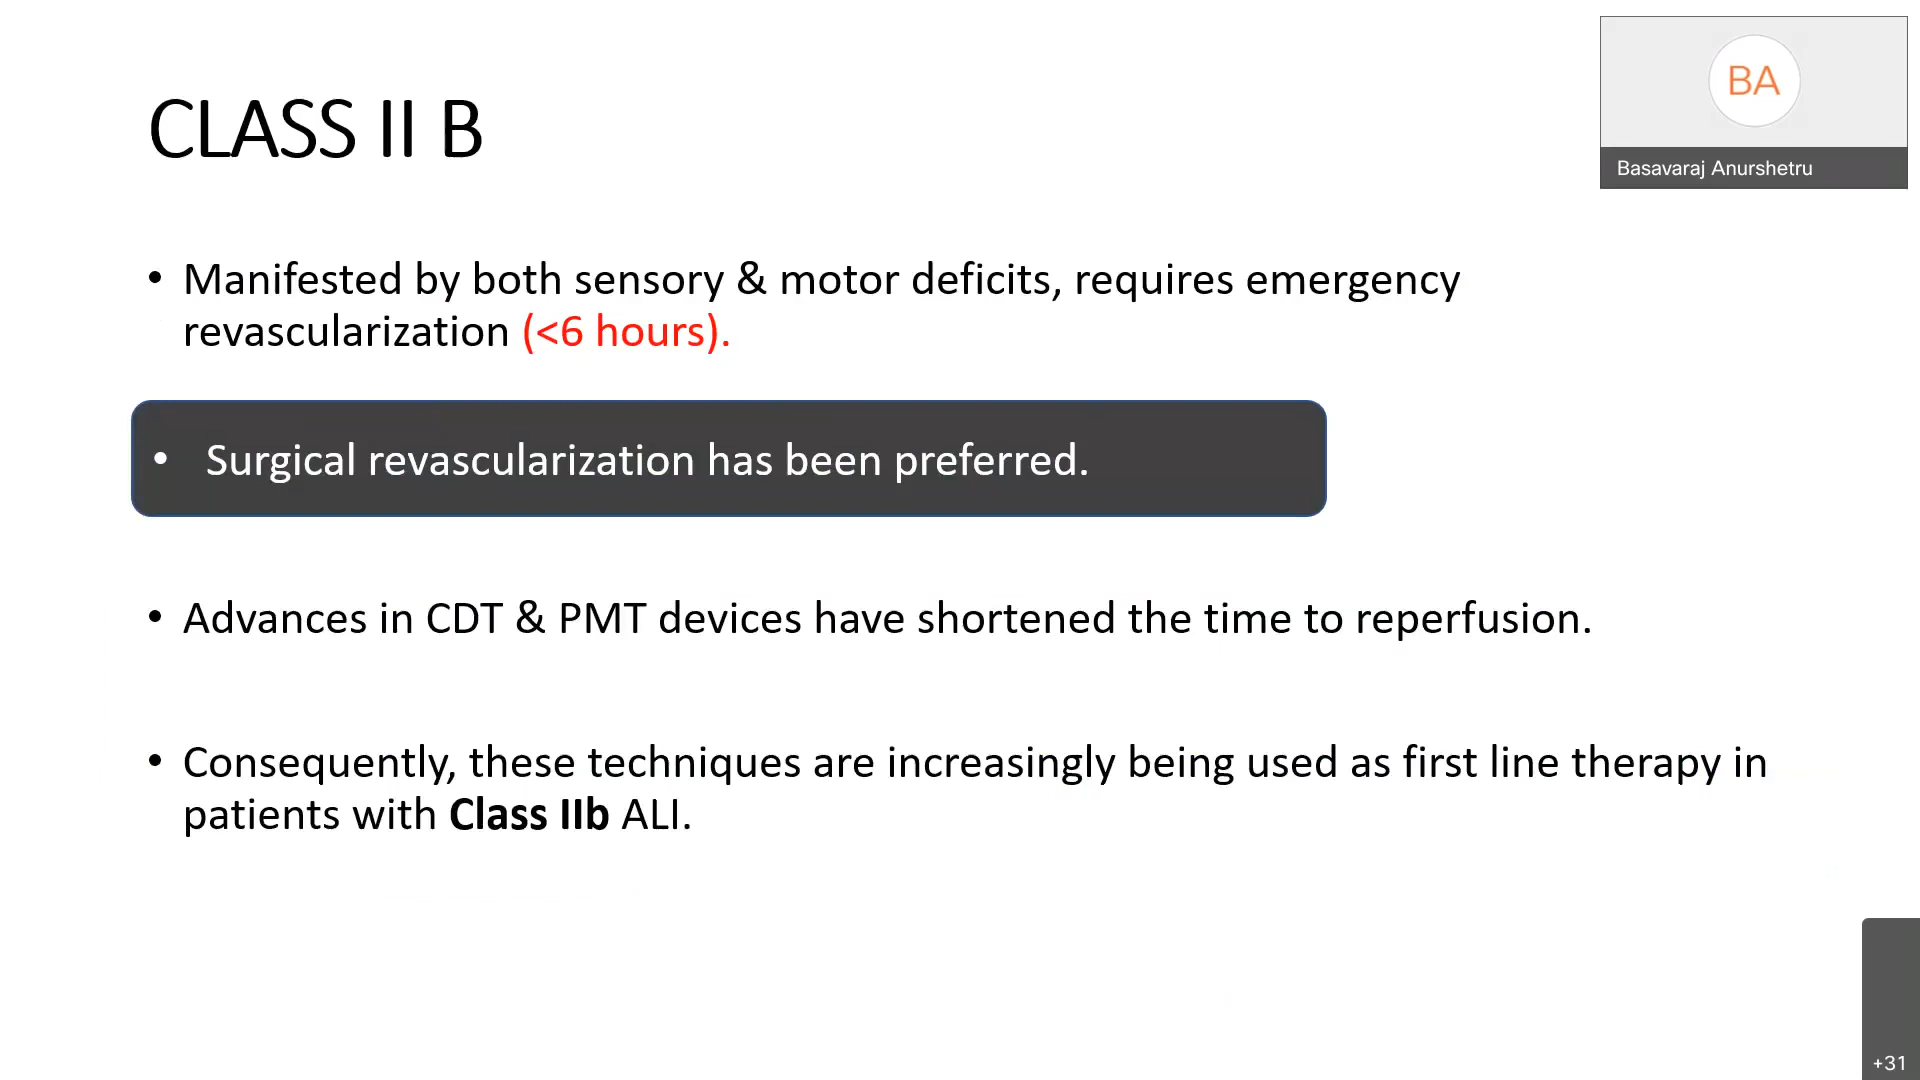 CLASS II B
BA
Basavaraj Anurshetru
• Manifested by both sensory & motor deficits, requires emergency
revascularization (<6 hours).
• Surgical revascularization has been preferred.
• Advances in CDT & PMT devices have shortened the time to reperfusion.
• Consequently, these techniques are increasingly being used as first line therapy in
patients with Class IIb ALI.
+31